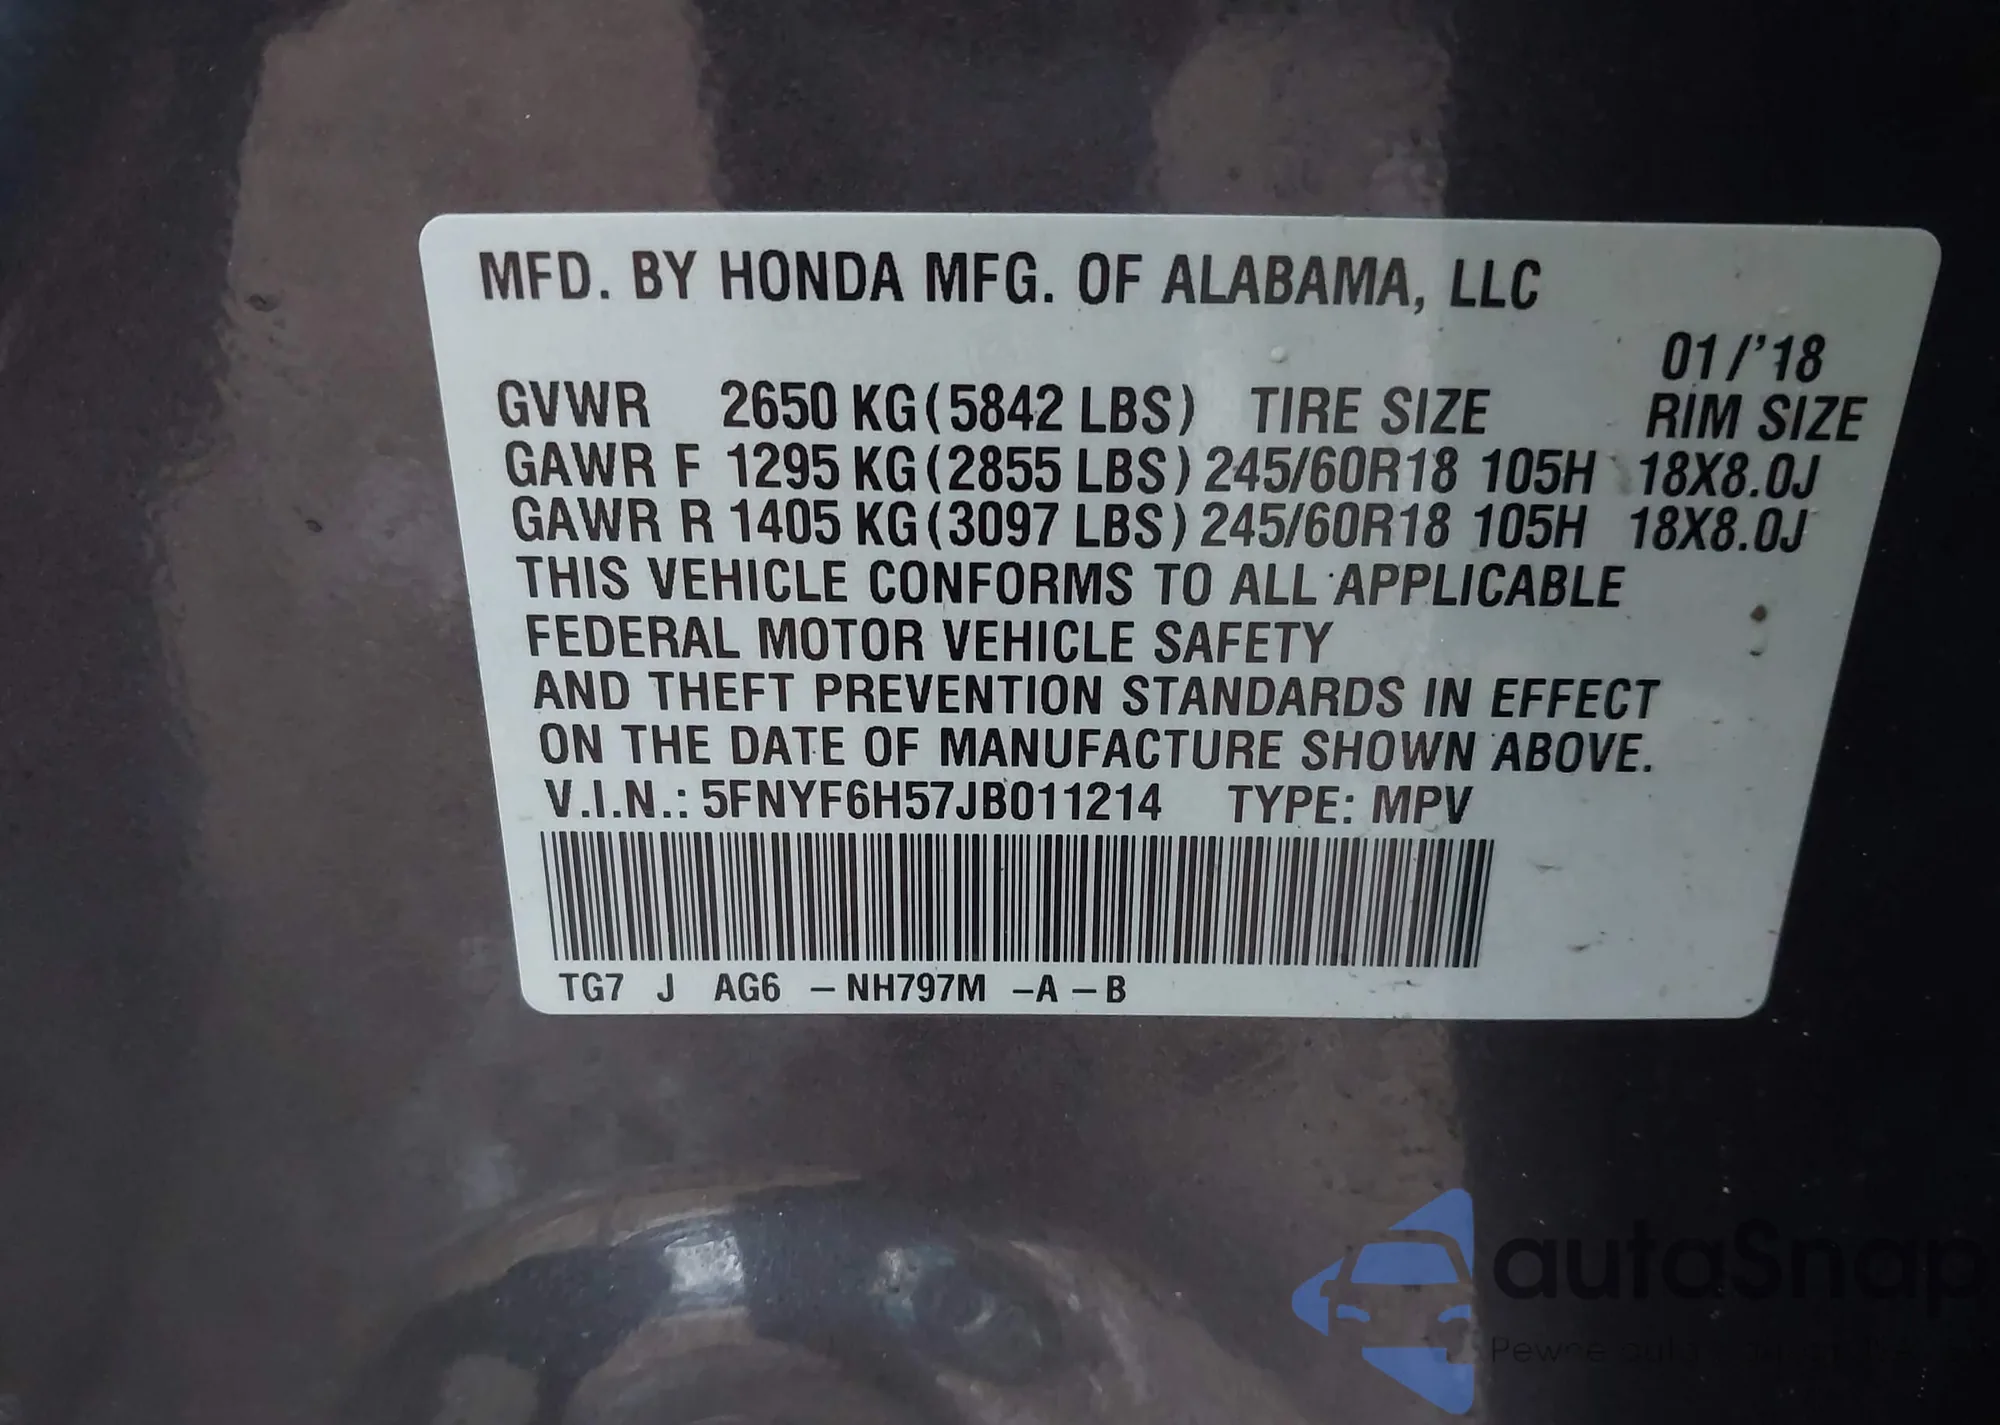 MFD. BY HONDA MFG. OF ALABAMA, LLC
01/'18
GVWR 2650 KG(5842 LBS) TIRE SIZE RIM SIZE
GAWR F 1295 KG(2855 LBS) 245/60R18 105H 18X8.0J
GAWR R 1405 KG(3097 LBS) 245/60R18 105H 18X8.0J
THIS VEHICLE CONFORMS TO ALL APPLICABLE
FEDERAL MOTOR VEHICLE SAFETY
AND THEFT PREVENTION STANDARDS IN EFFECT
ON THE DATE OF MANUFACTURE SHOWN ABOVE.
V.I.N.: 5FNYF6H57JB011214 TYPE: MPV
TG7 J AG6 -NH797M -A-B
autaSnap
Pewne auta